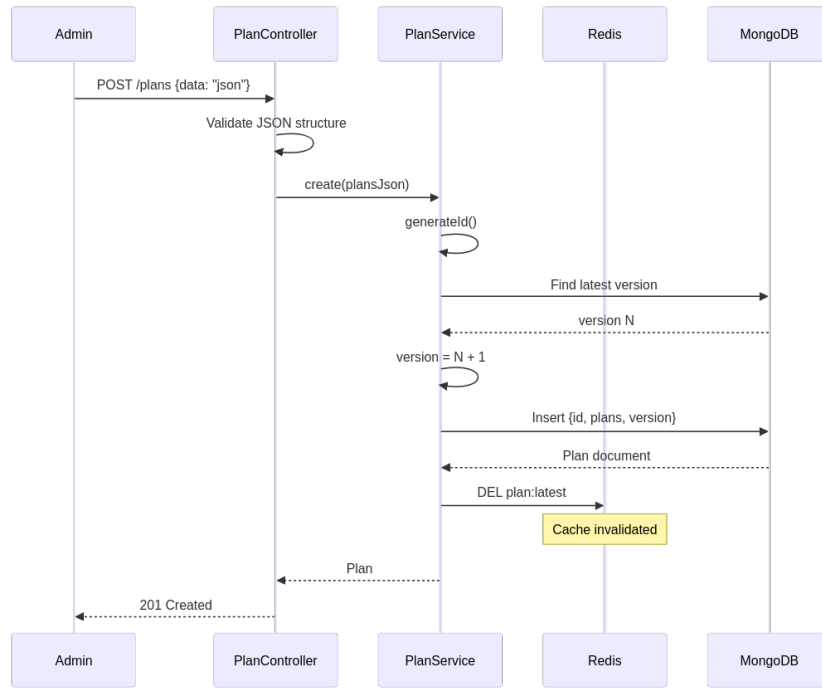 Admin
PlanController
PlanService
Redis
MongoDB
POST /plans {data: "json"}
Validate JSON structure
create(plansJson)
generateId()
Find latest version
version N
version = N + 1
Insert {id, plans, version}
Plan document
DEL plan:latest
Cache invalidated
Plan
201 Created
Admin
PlanController
PlanService
Redis
MongoDB